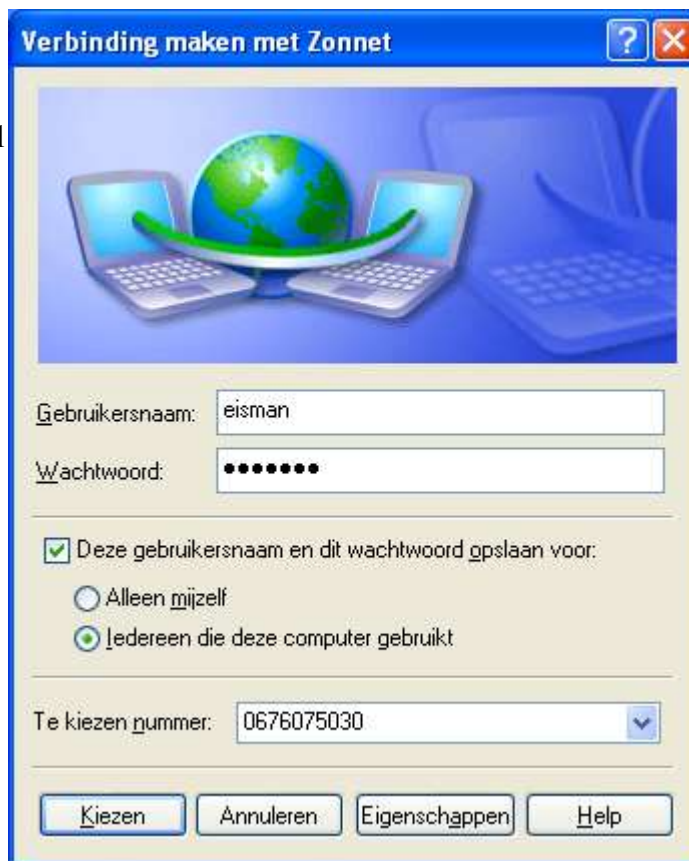 Verbinding maken met Zonnet
Gebruikersnaam: eisman
Wachtwoord: •••••••
Deze gebruikersnaam en dit wachtwoord opslaan voor:
Alleen mijzelf
Iedereen die deze computer gebruikt
Te kiezen nummer: 0676075030
Kiezen Annuleren Eigenschappen Help